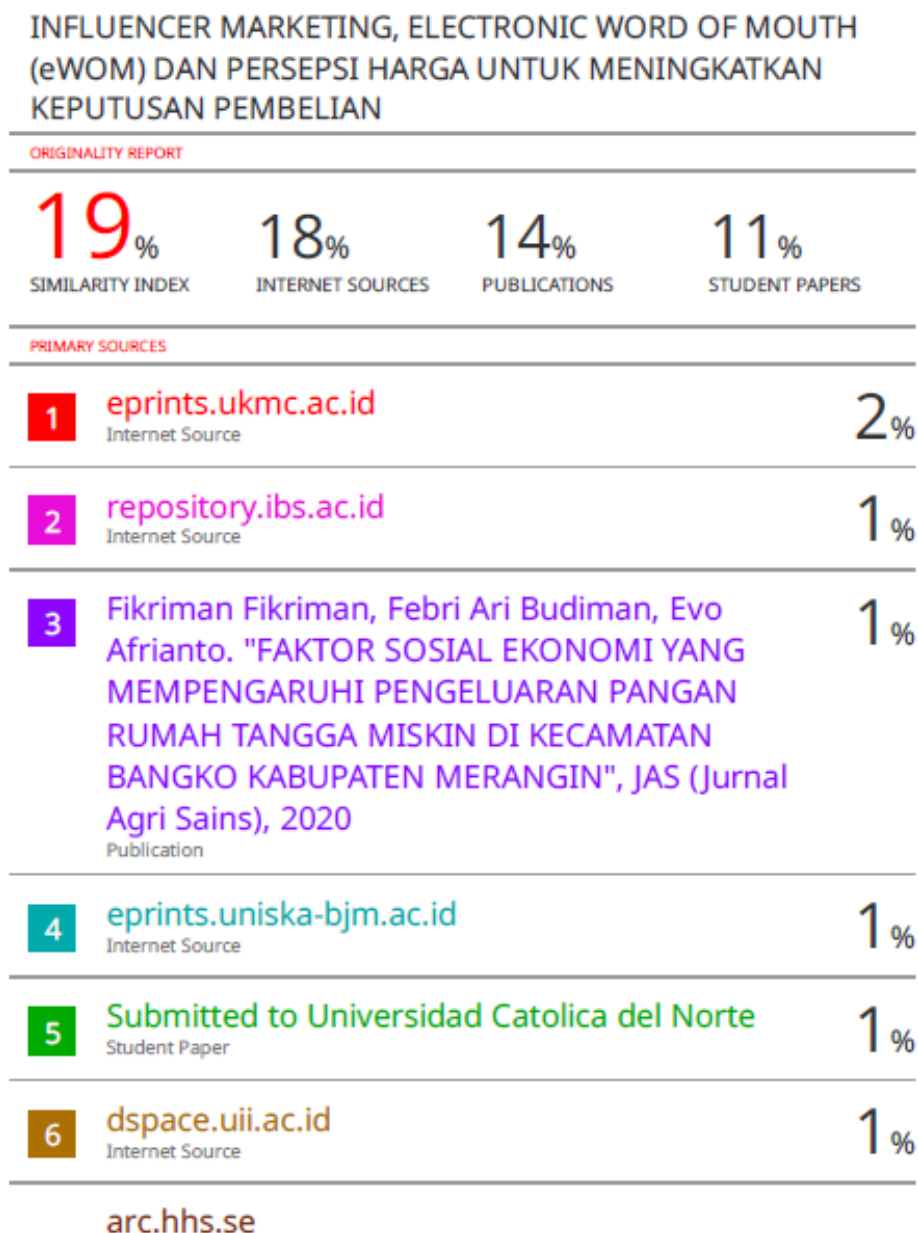 INFLUENCER MARKETING, ELECTRONIC WORD OF MOUTH
(eWOM) DAN PERSEPSI HARGA UNTUK MENINGKATKAN
KEPUTUSAN PEMBELIAN
ORIGINALITY REPORT
19%
SIMILARITY INDEX
18%
INTERNET SOURCES
14%
PUBLICATIONS
11%
STUDENT PAPERS
PRIMARY SOURCES
1
eprints.ukmc.ac.id
Internet Source
2%
2
repository.ibs.ac.id
Internet Source
1%
3
Fikriman Fikriman, Febri Ari Budiman, Evo
Afrianto. "FAKTOR SOSIAL EKONOMI YANG
MEMPENGARUHI PENGELUARAN PANGAN
RUMAH TANGGA MISKIN DI KECAMATAN
BANGKO KABUPATEN MERANGIN", JAS (Jurnal
Agri Sains), 2020
Publication
1%
4
eprints.uniska-bjm.ac.id
Internet Source
1%
5
Submitted to Universidad Catolica del Norte
Student Paper
1%
6
dspace.uii.ac.id
Internet Source
1%
arc.hhs.se